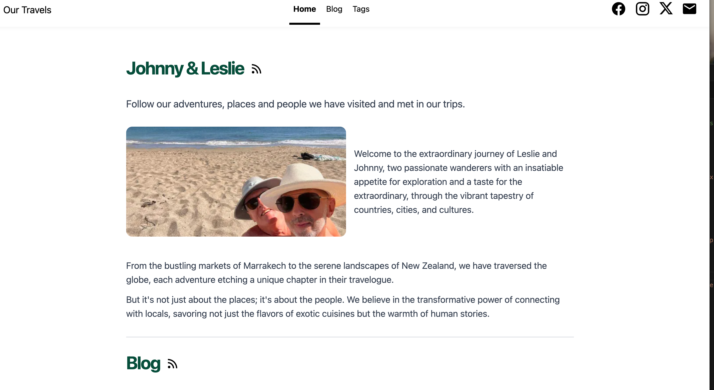 Our Travels
Home Blog Tags
Johnny & Leslie
Follow our adventures, places and people we have visited and met in our trips.
Welcome to the extraordinary journey of Leslie and
Johnny, two passionate wanderers with an insatiable
appetite for exploration and a taste for the
extraordinary, through the vibrant tapestry of
countries, cities, and cultures.
From the bustling markets of Marrakech to the serene landscapes of New Zealand, we have traversed the
globe, each adventure etching a unique chapter in their travelogue.
But it's not just about the places; it's about the people. We believe in the transformative power of connecting
with locals, savoring not just the flavors of exotic cuisines but the warmth of human stories.
Blog